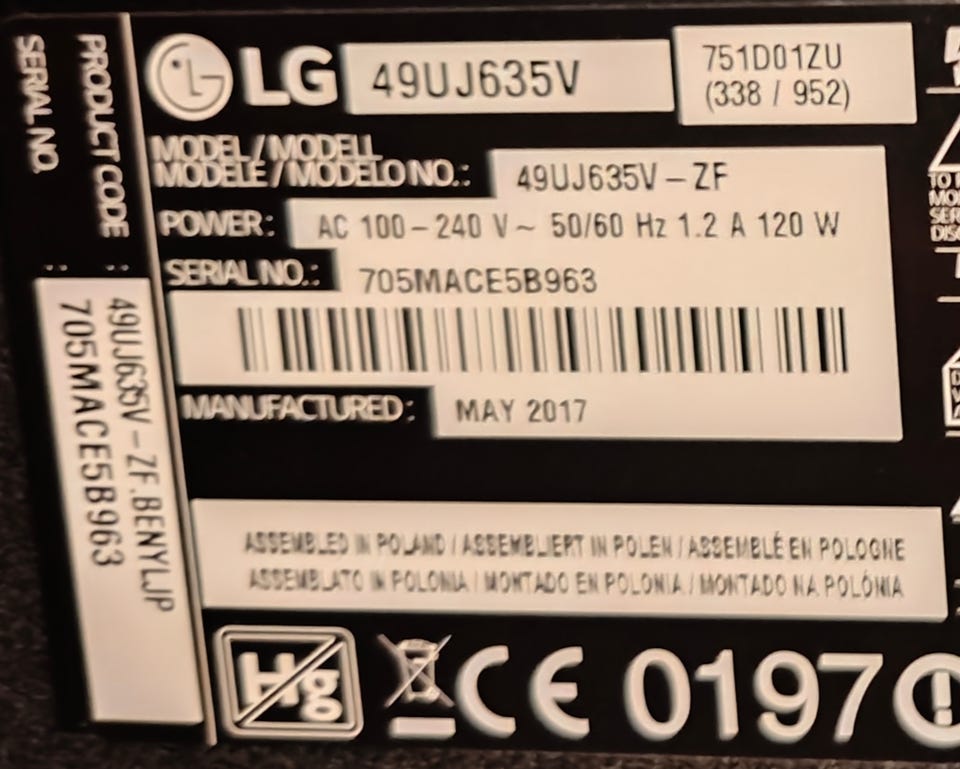 LG 49UJ635V
751D01ZU
(338 / 952)
MODEL / MODELL
MODÈLE / MODELO NO.: 49UJ635V – ZF
POWER: AC 100 – 240 V ~ 50/60 Hz 1.2 A 120 W
SERIAL NO.: 705MACE5B963
MANUFACTURED: MAY 2017
ASSEMBLED IN POLAND / ASSEMBLIERT IN POLEN / ASSEMBLÉ EN POLOGNE
ASSEMBLATO IN POLONIA / MONTADO EN POLONIA / MONTADO NA POLÓNIA
Hg CE 0197
PRODUCT CODE : 49UJ635V – ZF.BENYLJP
SERIAL NO. : 705MACE5B963